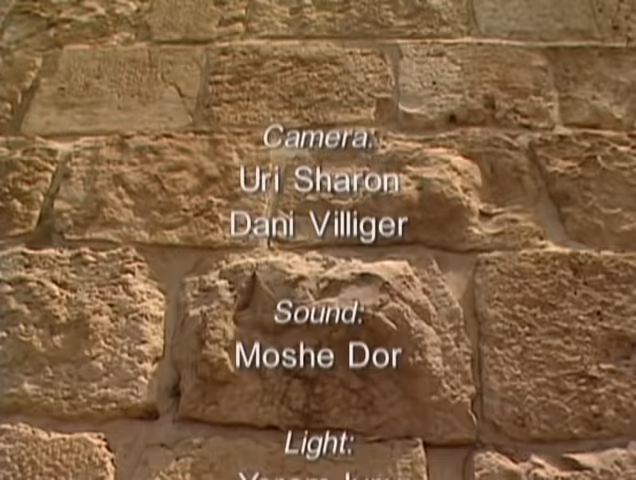 Camera:
Uri Sharon
Dani Villiger
Sound:
Moshe Dor
Light: